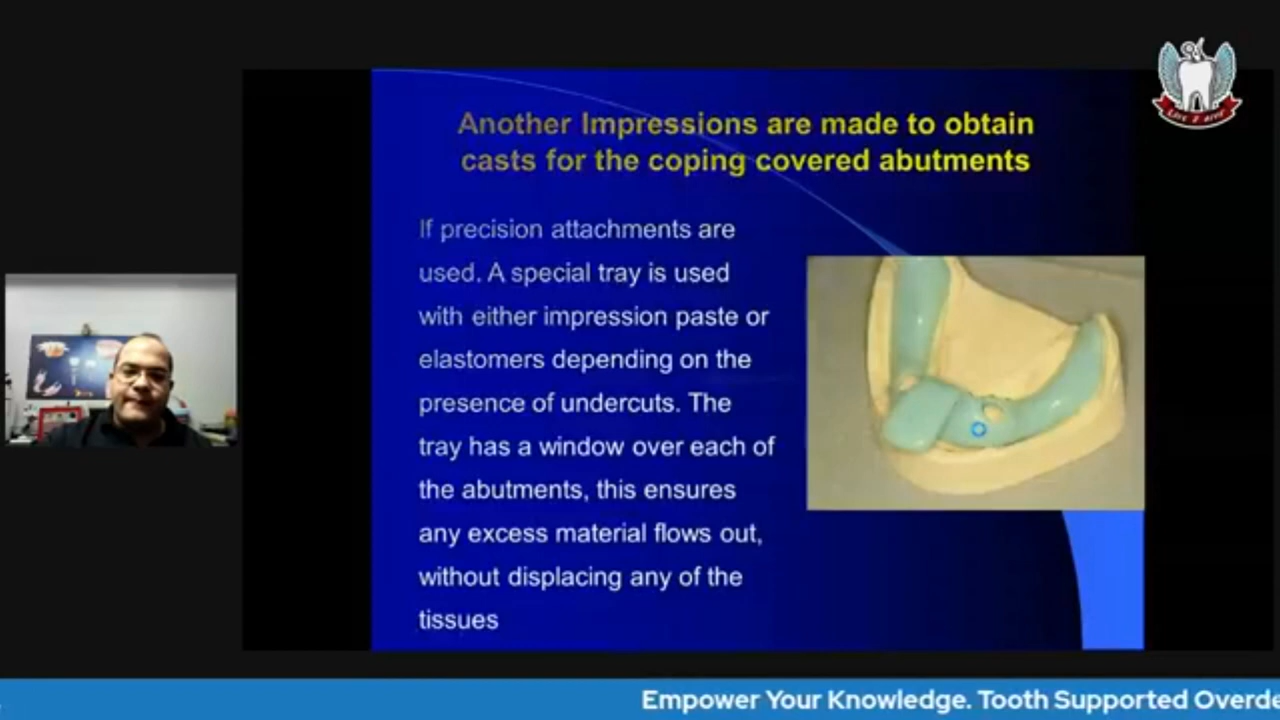 Another Impressions are made to obtain
casts for the coping covered abutments
If precision attachments are
used. A special tray is used
with either impression paste or
elastomers depending on the
presence of undercuts. The
tray has a window over each of
the abutments, this ensures
any excess material flows out,
without displacing any of the
tissues
Empower Your Knowledge. Tooth Supported Overde